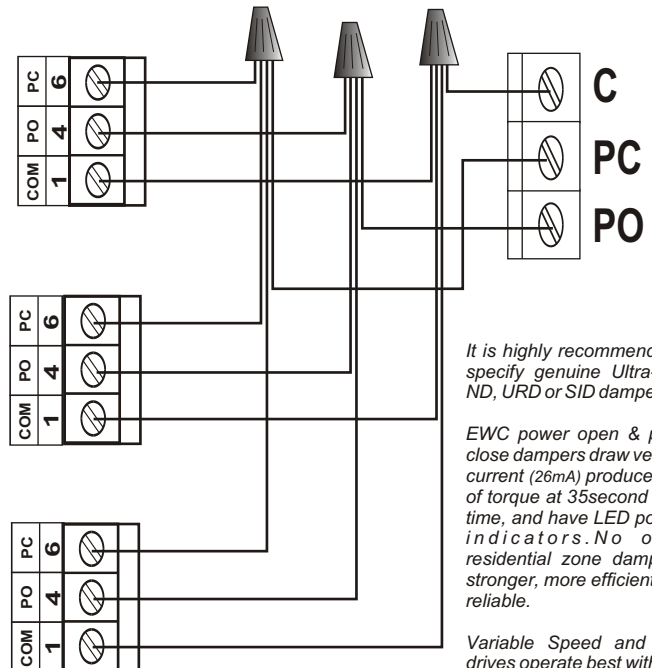 PC 6
PO 4
COM 1
C
PC
PO
PC 6
PO 4
COM 1
PC 6
PO 4
COM 1
It is highly recommend
specify genuine Ultra-
ND, URD or SID dampe
EWC power open & p
close dampers draw ve
current (26mA) produce
of torque at 35second
time, and have LED po
indicators.No o
residential zone damp
stronger, more efficient
reliable.
Variable Speed and
drives operate best with